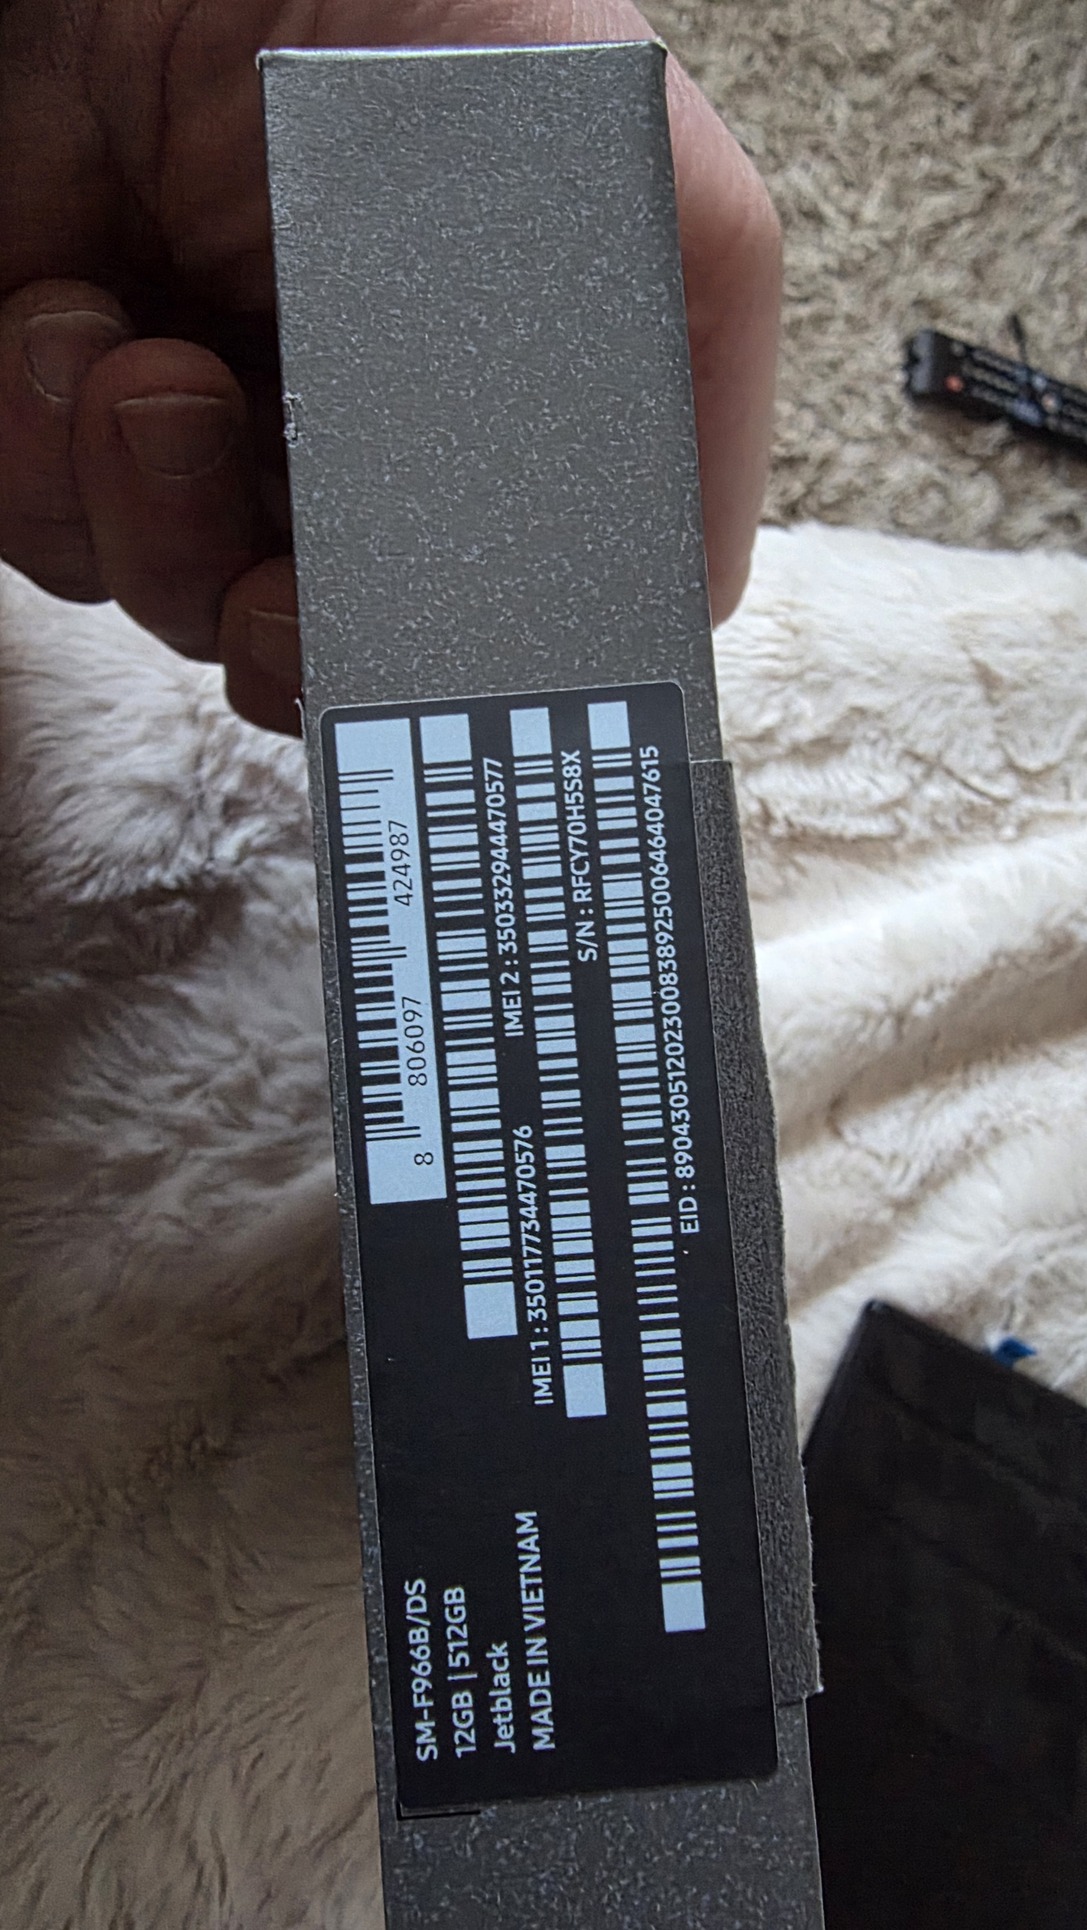 8 806097 424987
IMEI 1 : 350117734470576 IMEI 2 : 350332944470577
S/N : RFCY70H5S8X
EID : 89043051202300838925006464047615
SM-F966B/DS
12GB | 512GB
Jetblack
MADE IN VIETNAM